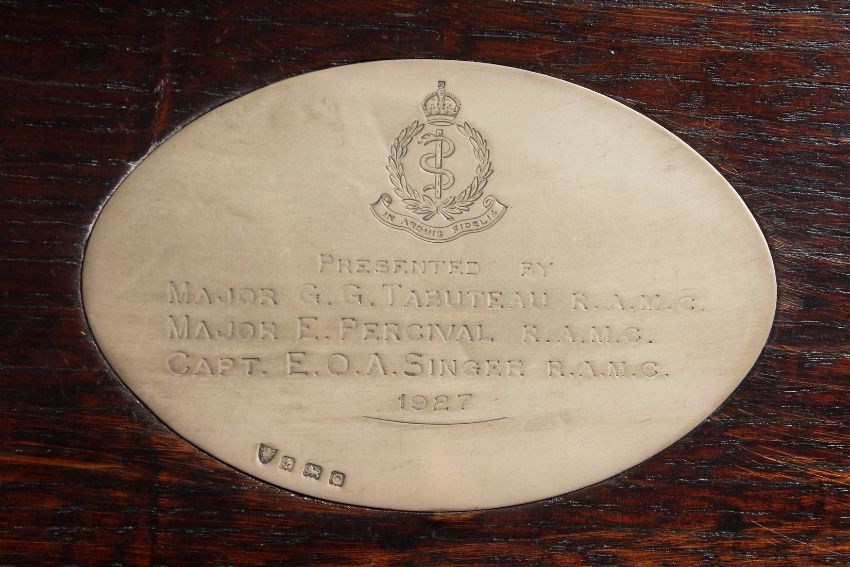 IN ARDUIS FIDELIS
PRESENTED BY
MAJOR G. G. TABUTEAU R.A.M.C.
MAJOR E. PERCIVAL R.A.M.C.
CAPT. E.O.A. SINGER R.A.M.C.
1927